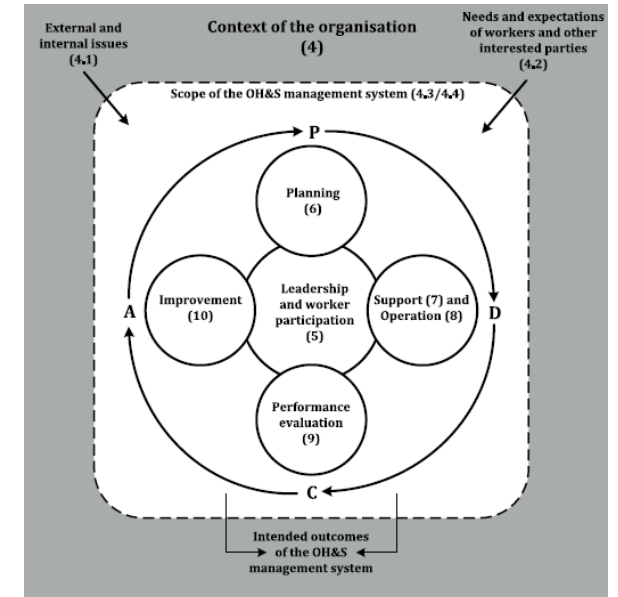 External and
internal issues
(4.1)
Context of the organisation
(4)
Needs and expectations
of workers and other
interested parties
(4.2)
Scope of the OH&S management system (4.3/4.4)
P
Planning
(6)
A
Improvement
(10)
Leadership
and worker
participation
(5)
Support (7) and
Operation (8)
D
Performance
evaluation
(9)
C
Intended outcomes
of the OH&S
management system